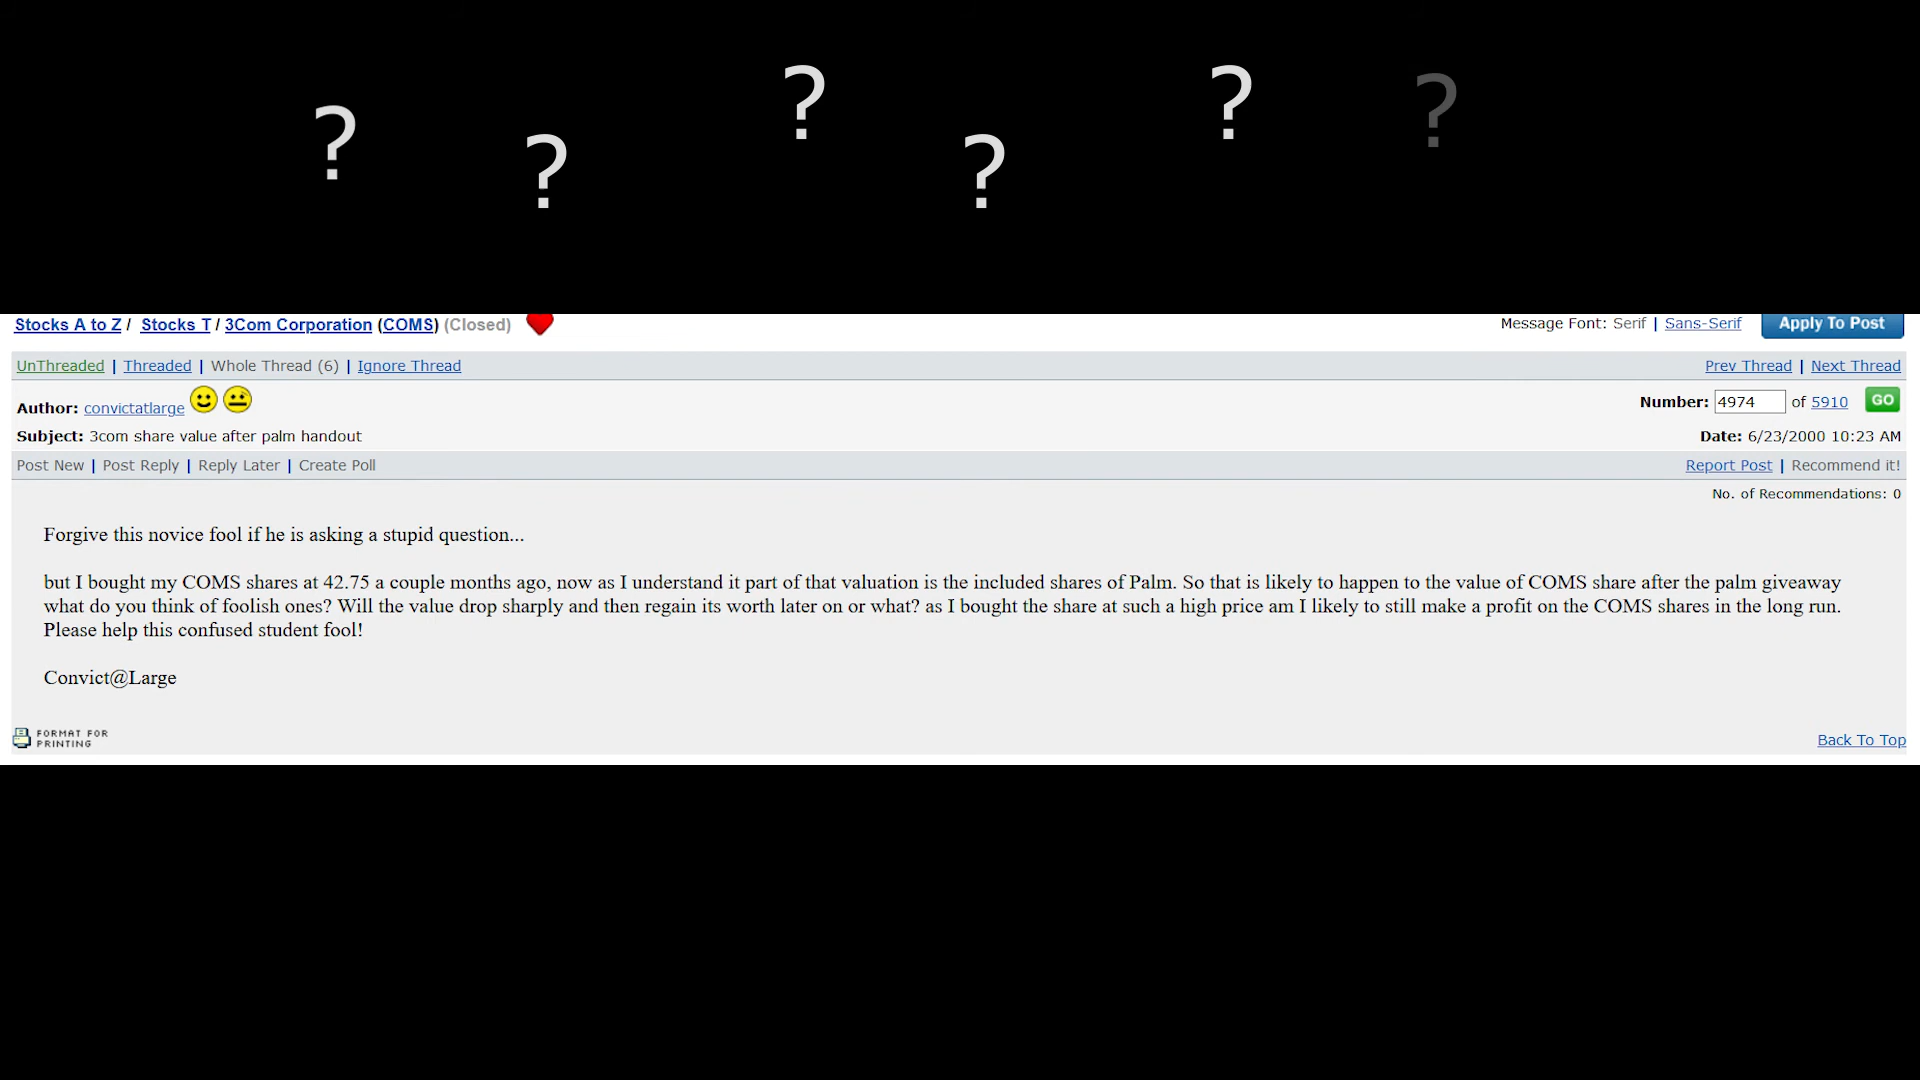 ? ? ? ? ? ?
Stocks A to Z / Stocks T / 3Com Corporation (COMS) (Closed) Message Font: Serif | Sans-Serif Apply To Post
UnThreaded | Threaded | Whole Thread (6) | Ignore Thread Prev Thread | Next Thread
Author: convictatlarge Number: 4974 of 5910 GO
Subject: 3com share value after palm handout Date: 6/23/2000 10:23 AM
Post New | Post Reply | Reply Later | Create Poll Report Post | Recommend it!
No. of Recommendations: 0
Forgive this novice fool if he is asking a stupid question...
but I bought my COMS shares at 42.75 a couple months ago, now as I understand it part of that valuation is the included shares of Palm. So that is likely to happen to the value of COMS share after the palm giveaway
what do you think of foolish ones? Will the value drop sharply and then regain its worth later on or what? as I bought the share at such a high price am I likely to still make a profit on the COMS shares in the long run.
Please help this confused student fool!
Convict@Large
FORMAT FOR
PRINTING
Back To Top